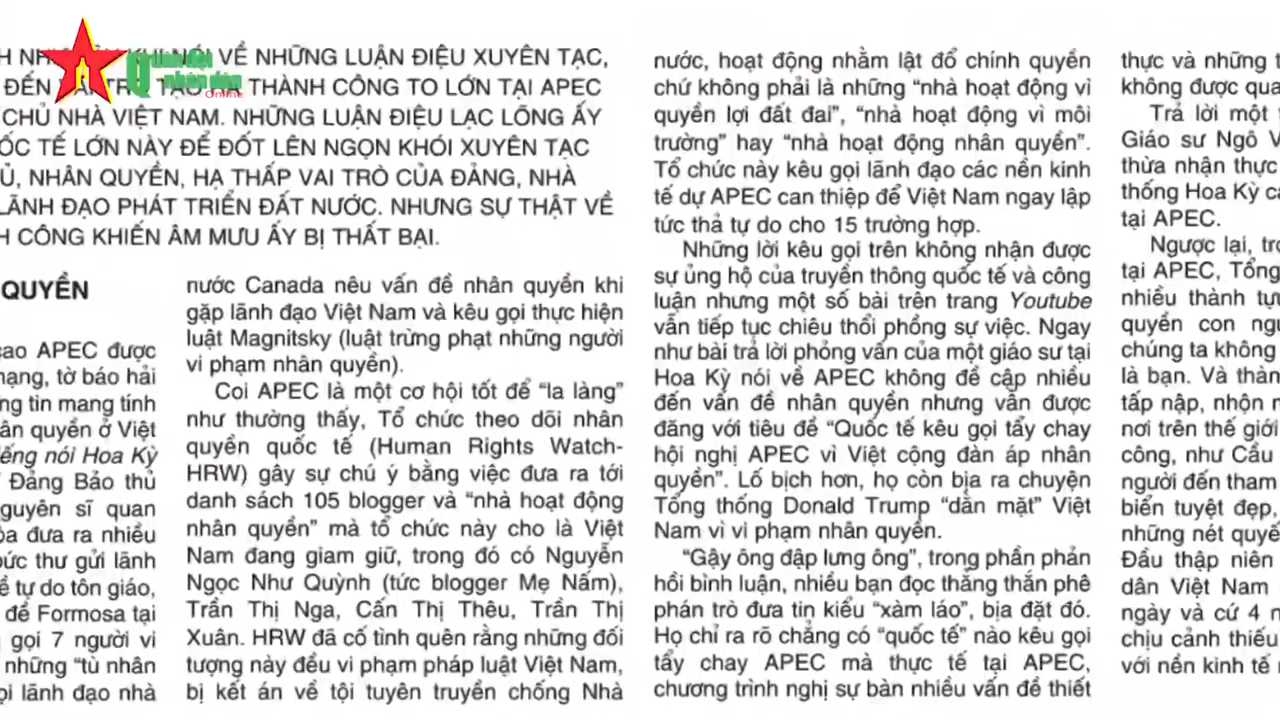 H NH KHI NÓI VỀ NHỮNG LUẬN ĐIỆU XUYÊN TẠC,
ĐẾN TẠO THÀNH CÔNG TO LỚN TẠI APEC
CHỦ NHÀ VIỆT NAM. NHỮNG LUẬN ĐIỆU LẠC LÕNG ẤY
ỐC TẾ LỚN NÀY ĐỂ ĐỐT LÊN NGỌN KHÓI XUYÊN TẠC
Ủ, NHÂN QUYỀN, HẠ THẤP VAI TRÒ CỦA ĐẢNG, NHÀ
LÃNH ĐẠO PHÁT TRIỂN ĐẤT NƯỚC. NHƯNG SỰ THẬT VỀ
H CÔNG KHIẾN ÂM MƯU ẤY BỊ THẤT BẠI.
Quân đội
nhân dân
Online
QUYỀN
cao APEC được
mạng, tờ báo hải
ng tin mang tính
ân quyền ở Việt
iếng nói Hoa Kỳ
Đảng Bảo thủ
guyên sĩ quan
òa đưa ra nhiều
bức thư gửi lãnh
ề tự do tôn giáo,
đề Formosa tại
gọi 7 người vi
những “tù nhân
ọi lãnh đạo nhà
nước Canada nêu vấn đề nhân quyền khi
gặp lãnh đạo Việt Nam và kêu gọi thực hiện
luật Magnitsky (luật trừng phạt những người
vi phạm nhân quyền).
Coi APEC là một cơ hội tốt để “la làng”
như thường thấy, Tổ chức theo dõi nhân
quyền quốc tế (Human Rights Watch-
HRW) gây sự chú ý bằng việc đưa ra tới
danh sách 105 blogger và “nhà hoạt động
nhân quyền” mà tổ chức này cho là Việt
Nam đang giam giữ, trong đó có Nguyễn
Ngọc Như Quỳnh (tức blogger Mẹ Nấm),
Trần Thị Nga, Cấn Thị Thêu, Trần Thị
Xuân. HRW đã cố tình quên rằng những đối
tượng này đều vi phạm pháp luật Việt Nam,
bị kết án về tội tuyên truyền chống Nhà
nước, hoạt động nhằm lật đổ chính quyền
chứ không phải là những “nhà hoạt động vì
quyền lợi đất đai”, “nhà hoạt động vì môi
trường” hay “nhà hoạt động nhân quyền”.
Tổ chức này kêu gọi lãnh đạo các nền kinh
tế dự APEC can thiệp để Việt Nam ngay lập
tức thả tự do cho 15 trường hợp.
Những lời kêu gọi trên không nhận được
sự ủng hộ của truyền thông quốc tế và công
luận nhưng một số bài trên trang Youtube
vẫn tiếp tục chiêu thổi phồng sự việc. Ngay
như bài trả lời phỏng vấn của một giáo sư tại
Hoa Kỳ nói về APEC không đề cập nhiều
đến vấn đề nhân quyền nhưng vẫn được
đăng với tiêu đề “Quốc tế kêu gọi tẩy chay
hội nghị APEC vì Việt cộng đàn áp nhân
quyền”. Lố bịch hơn, họ còn bịa ra chuyện
Tổng thống Donald Trump “dằn mặt” Việt
Nam vì vi phạm nhân quyền.
“Gậy ông đập lưng ông”, trong phần phản
hồi bình luận, nhiều bạn đọc thẳng thắn phê
phán trò đưa tin kiểu “xàm láo”, bịa đặt đó.
Họ chỉ ra rõ chẳng có “quốc tế” nào kêu gọi
tẩy chay APEC mà thực tế tại APEC,
chương trình nghị sự bàn nhiều vấn đề thiết
thực và những t
không được qua
Trả lời một
Giáo sư Ngô V
thừa nhận thực
thống Hoa Kỳ c
tại APEC.
Ngược lại, tro
tại APEC, Tổng
nhiều thành tựu
quyền con ng
chúng ta không
là bạn. Và thàn
tấp nập, nhộn n
nơi trên thế giới
công, như Cầu
người đến tham
biển tuyệt đẹp,
những nét quyế
Đầu thập niên
dân Việt Nam
ngày và cứ 4 n
chịu cảnh thiếu
với nền kinh tế